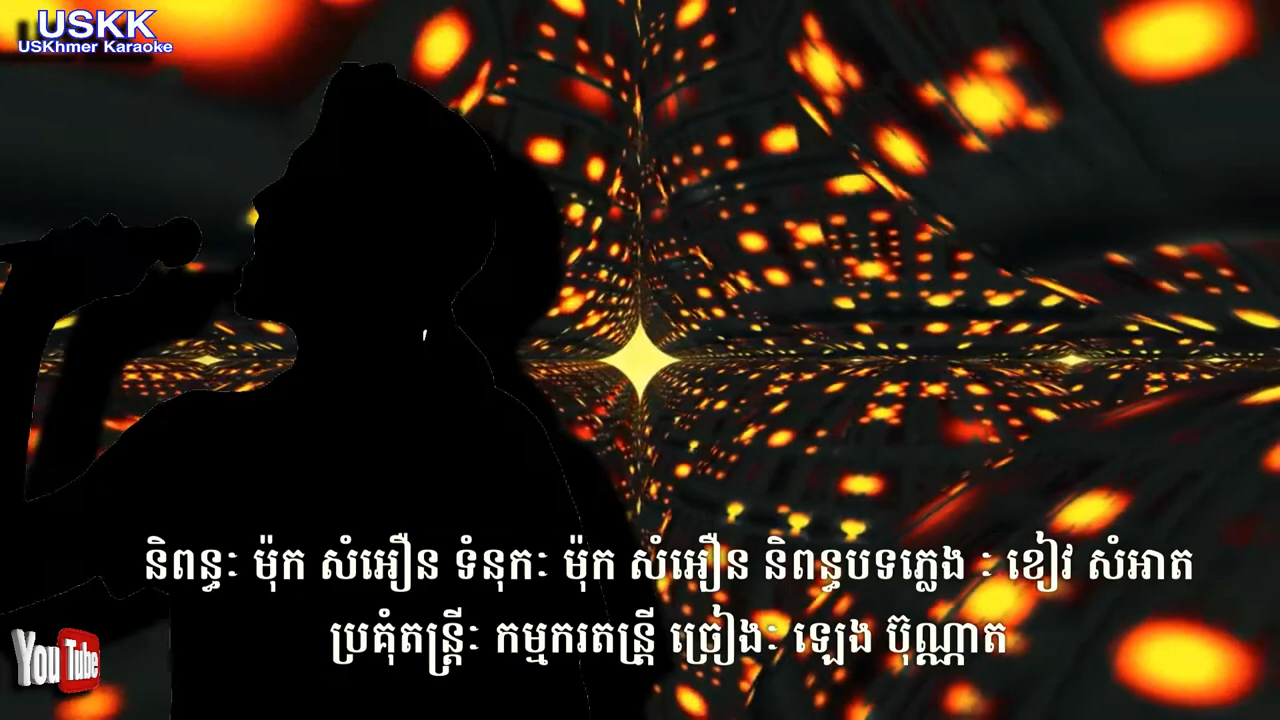 USKK
USKhmer Karaoke
និពន្ធៈ ម៉ុក សំអឿន ទំនុកៈ ម៉ុក សំអឿន និពន្ធបទភ្លេង ៈ ខៀវ សំអាត
ប្រគុំតន្ត្រីៈ កម្មករតន្ត្រី ច្រៀងៈ ឡេង ប៊ុណ្ណាត
You Tube